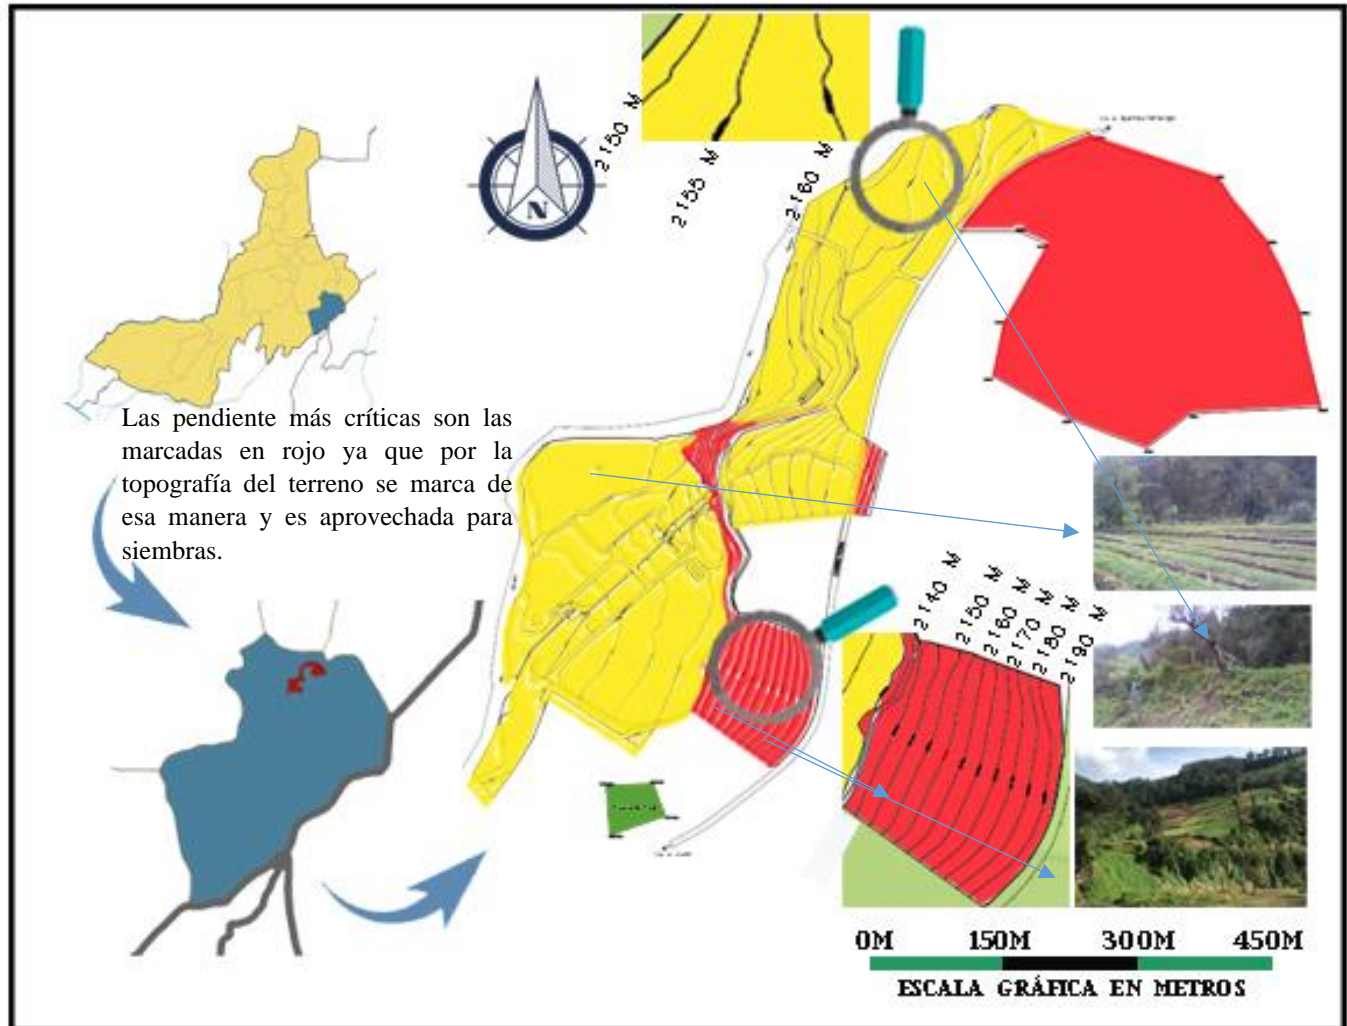 2150 M
2155 M
2160 M
N
Las pendiente más críticas son las
marcadas en rojo ya que por la
topografía del terreno se marca de
esa manera y es aprovechada para
siembras.
2140 M
2150 M
2160 M
2170 M
2180 M
2190 M
0M 150M 300M 450M
ESCALA GRÁFICA EN METROS